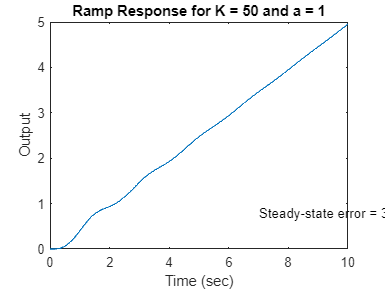 Ramp Response for K = 50 and a = 1
5
4
3
2
1
0
Output
Steady-state error = 3
0 2 4 6 8 10
Time (sec)